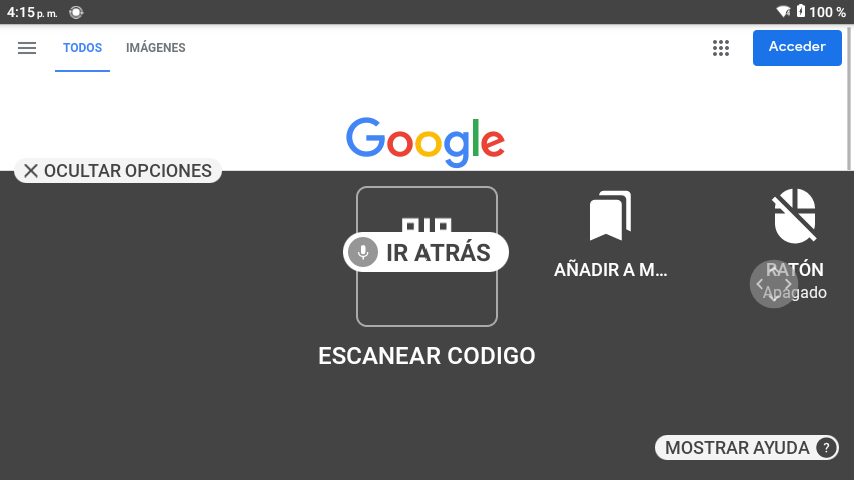 4:15 p. m.
100 %
TODOS
IMÁGENES
Acceder
Google
OCULTAR OPCIONES
IR ATRÁS
AÑADIR A M...
RATÓN
Apagado
ESCANEAR CODIGO
MOSTRAR AYUDA ?